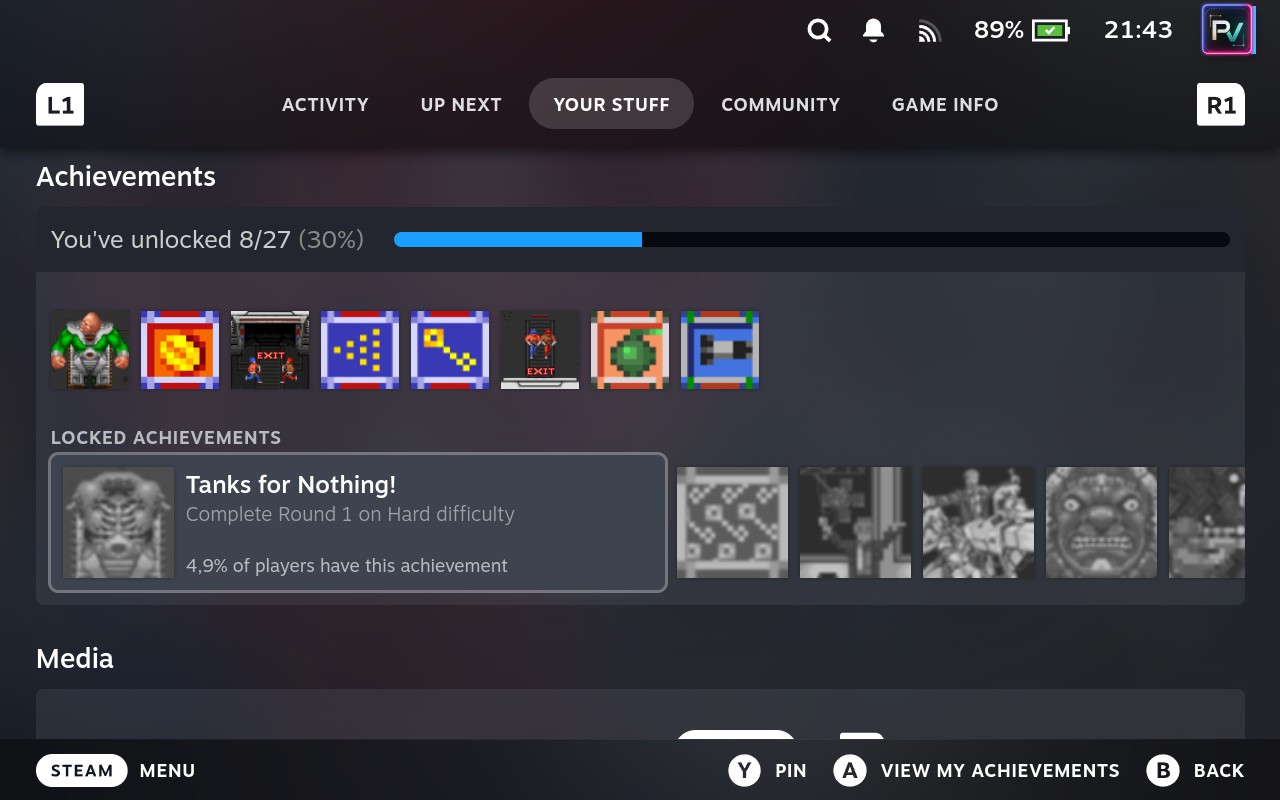 89% 21:43 PV
L1 ACTIVITY UP NEXT YOUR STUFF COMMUNITY GAME INFO R1
Achievements
You've unlocked 8/27 (30%)
EXIT
EXIT
LOCKED ACHIEVEMENTS
Tanks for Nothing!
Complete Round 1 on Hard difficulty
4,9% of players have this achievement
Media
STEAM MENU Y PIN A VIEW MY ACHIEVEMENTS B BACK